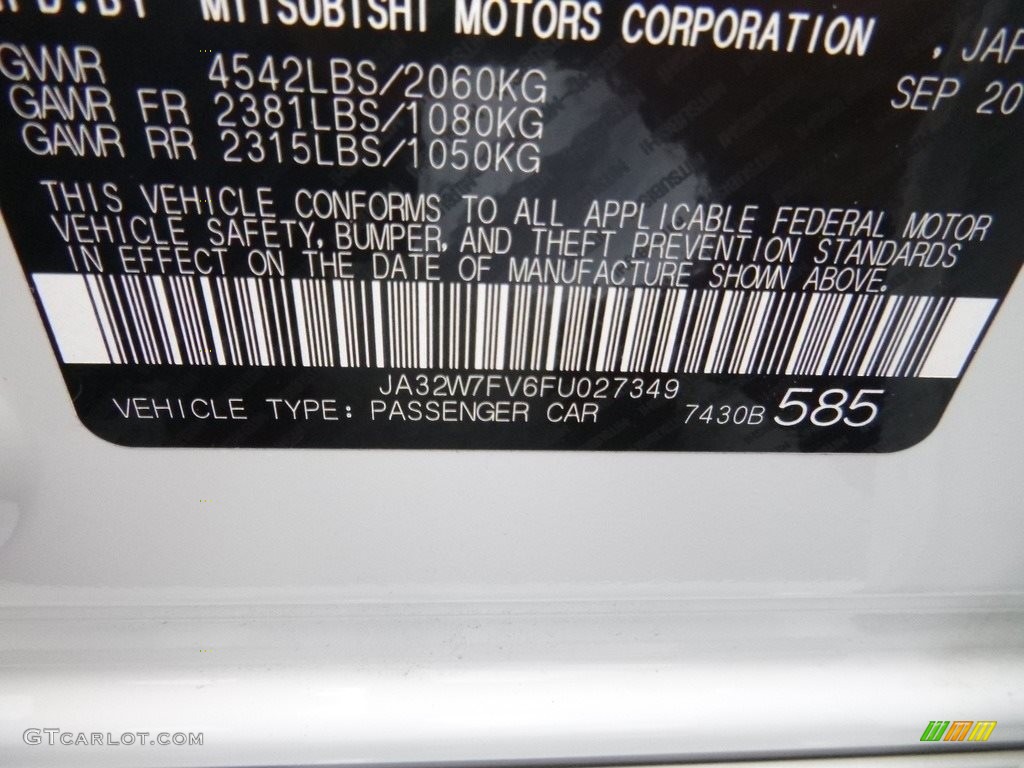 MITSUBISHI MOTORS CORPORATION
GVWR 4542LBS/2060KG
SEP 20
GAWR FR 2381LBS/1080KG
GAWR RR 2315LBS/1050KG
THIS VEHICLE CONFORMS TO ALL APPLICABLE FEDERAL MOTOR
VEHICLE SAFETY, BUMPER, AND THEFT PREVENTION STANDARDS
IN EFFECT ON THE DATE OF MANUFACTURE SHOWN ABOVE.
JA32W7FV6FU027349
VEHICLE TYPE: PASSENGER CAR 7430B 585
GTCARLOT.COM